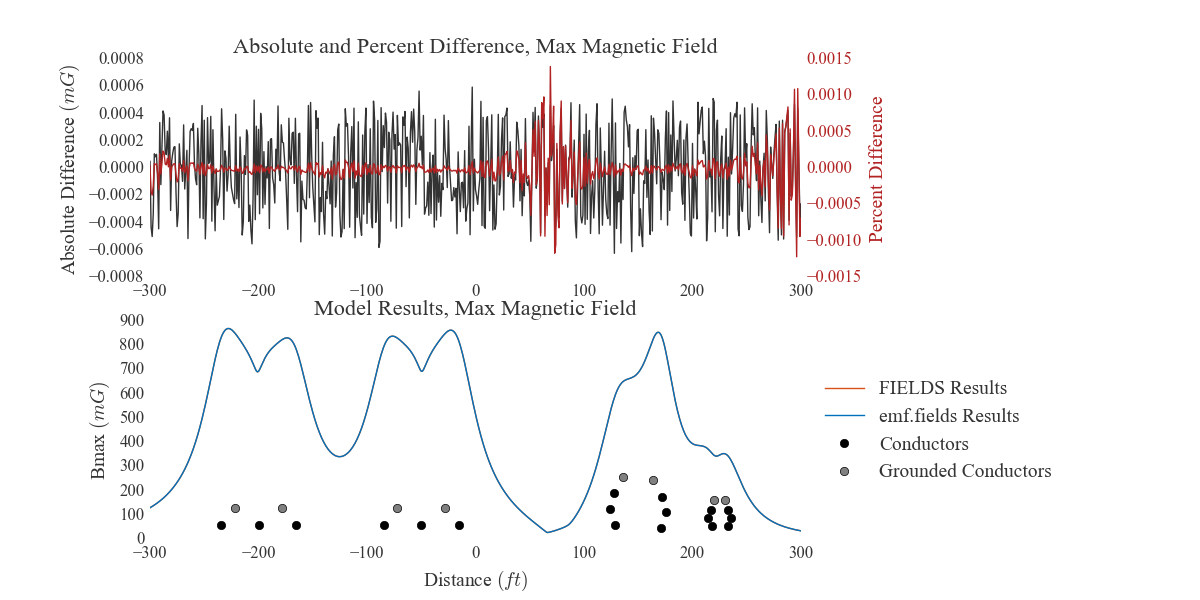 Absolute and Percent Difference, Max Magnetic Field
0.0008
0.0006
0.0004
0.0002
0.0000
−0.0002
−0.0004
−0.0006
−0.0008
Absolute Difference (mG)
0.0015
0.0010
0.0005
0.0000
−0.0005
−0.0010
−0.0015
Percent Difference
−300 −200 −100 0 100 200 300
Model Results, Max Magnetic Field
900
800
700
600
500
400
300
200
100
0
Bmax (mG)
−300 −200 −100 0 100 200 300
Distance (ft)
FIELDS Results
emf.fields Results
Conductors
Grounded Conductors